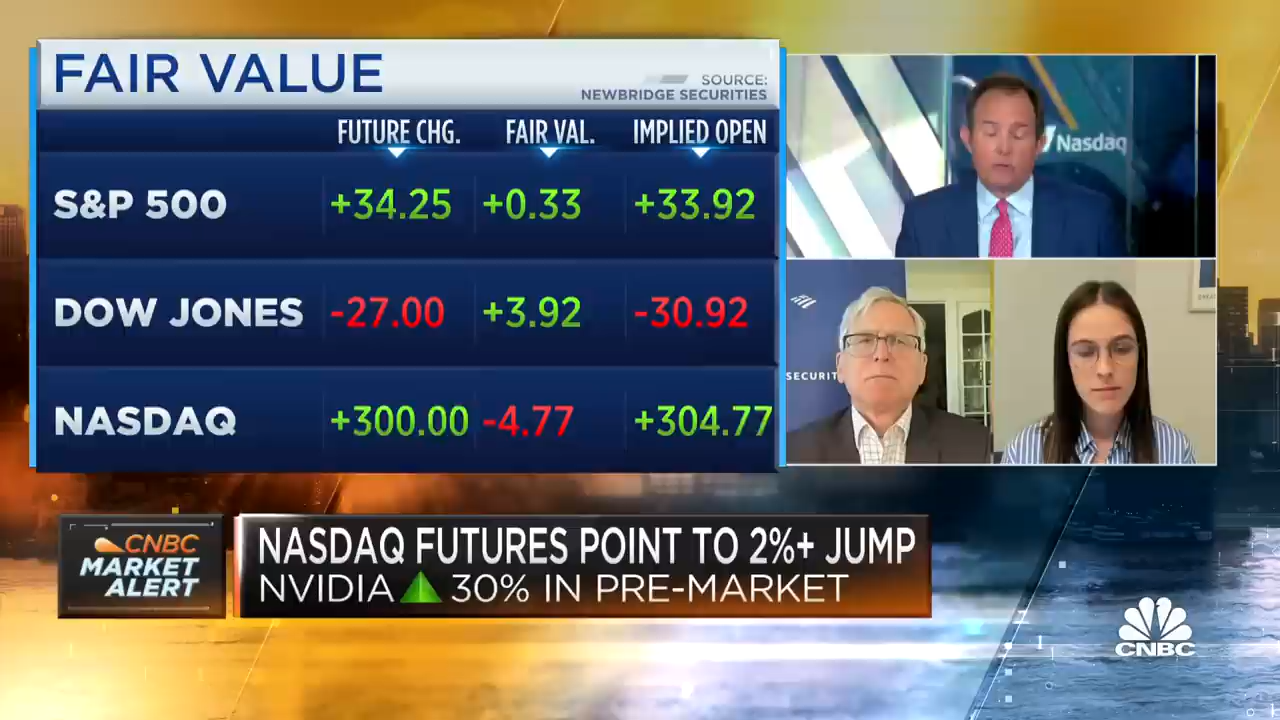 FAIR VALUE
SOURCE:
NEWBRIDGE SECURITIES
FUTURE CHG. FAIR VAL. IMPLIED OPEN
S&P 500 +34.25 +0.33 +33.92
DOW JONES -27.00 +3.92 -30.92
NASDAQ +300.00 -4.77 +304.77
Nasdaq
SECURIT
CNBC
MARKET
ALERT
NASDAQ FUTURES POINT TO 2%+ JUMP
NVIDIA 30% IN PRE-MARKET
CNBC